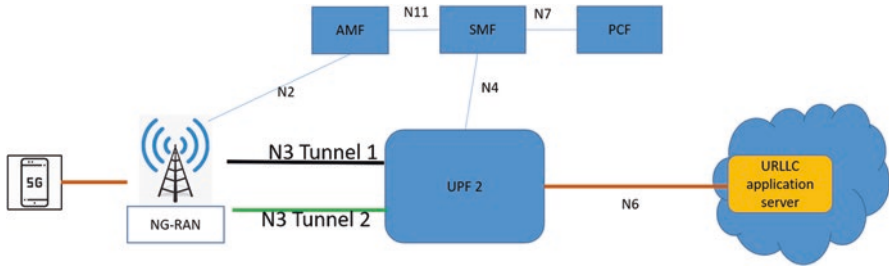 N11
N7
AMF
SMF
PCF
N2
N4
N3 Tunnel 1
5G
UPF 2
URLLC
application
server
N6
NG-RAN
N3 Tunnel 2